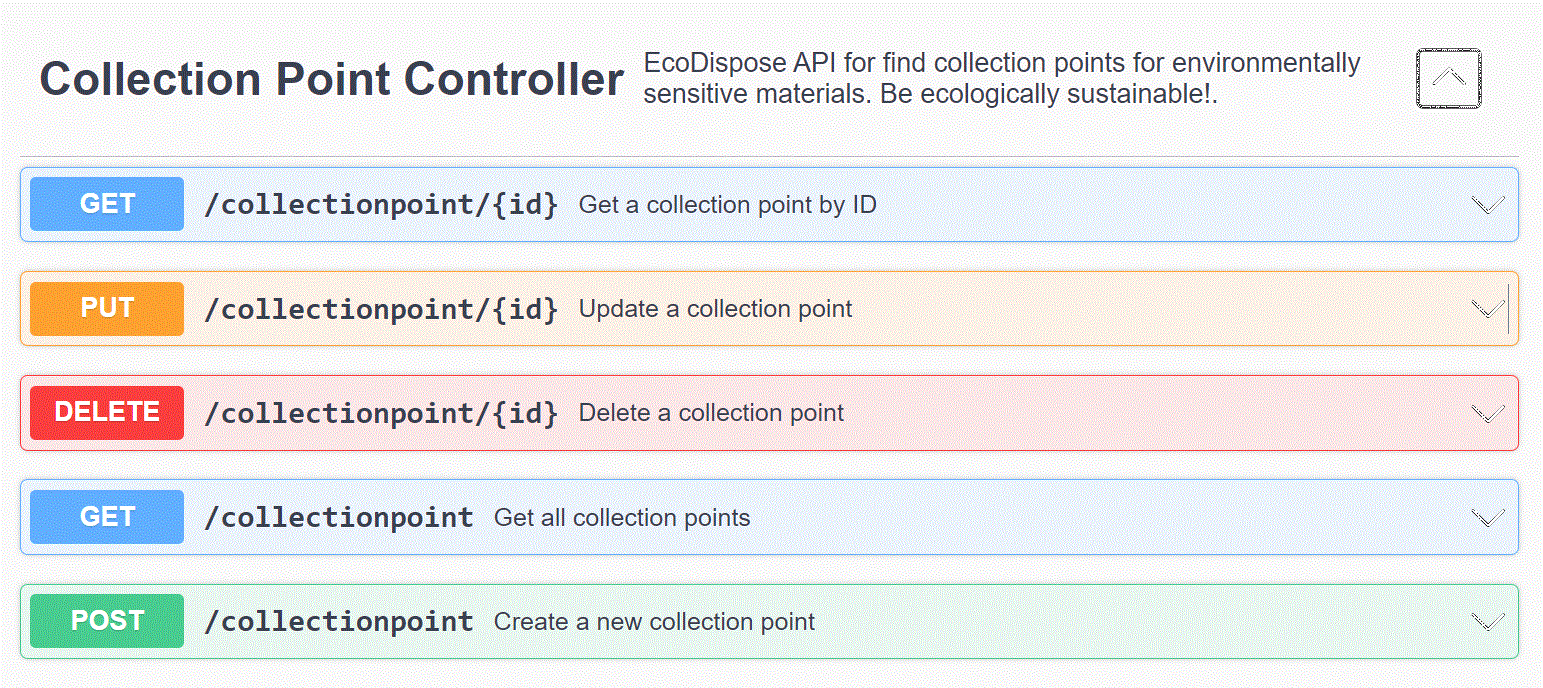 Collection Point Controller
EcoDispose API for find collection points for environmentally
sensitive materials. Be ecologically sustainable!.
GET /collectionpoint/{id} Get a collection point by ID
PUT /collectionpoint/{id} Update a collection point
DELETE /collectionpoint/{id} Delete a collection point
GET /collectionpoint Get all collection points
POST /collectionpoint Create a new collection point